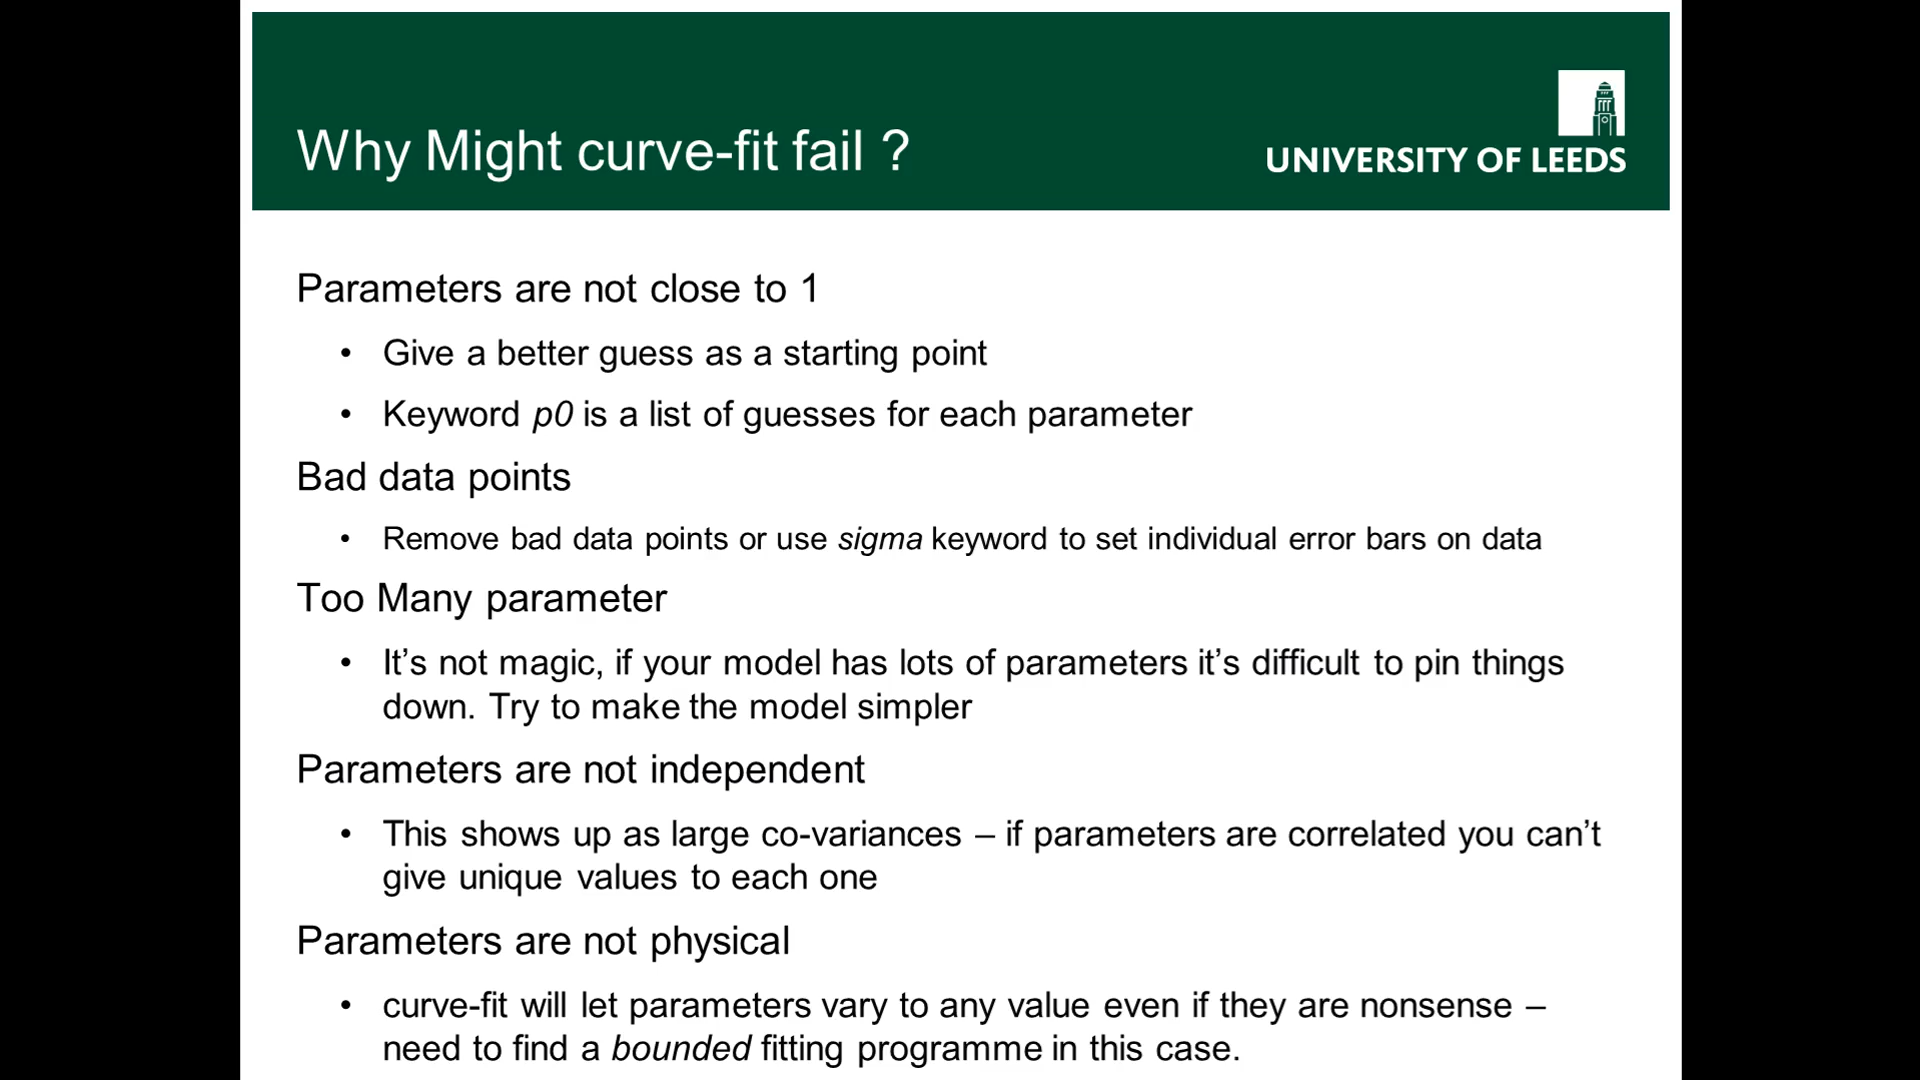 Why Might curve-fit fail ?
UNIVERSITY OF LEEDS
Parameters are not close to 1
• Give a better guess as a starting point
• Keyword p0 is a list of guesses for each parameter
Bad data points
• Remove bad data points or use sigma keyword to set individual error bars on data
Too Many parameter
• It’s not magic, if your model has lots of parameters it’s difficult to pin things
down. Try to make the model simpler
Parameters are not independent
• This shows up as large co-variances – if parameters are correlated you can’t
give unique values to each one
Parameters are not physical
• curve-fit will let parameters vary to any value even if they are nonsense –
need to find a bounded fitting programme in this case.